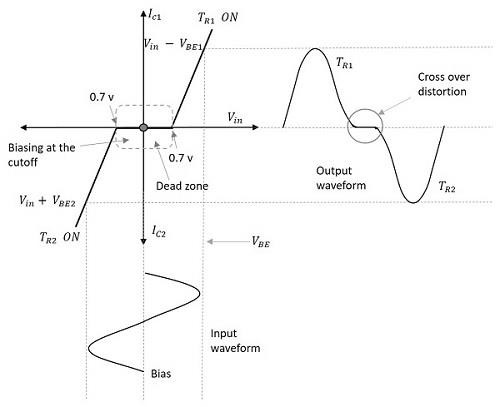 I_C1
T_R1 ON
V_in − V_BE1
T_R1
Cross over
distortion
0.7 v
V_in
Biasing at the
cutoff
0.7 v
Dead zone
Output
waveform
T_R2
V_in + V_BE2
T_R2 ON
I_C2
V_BE
Input
waveform
Bias